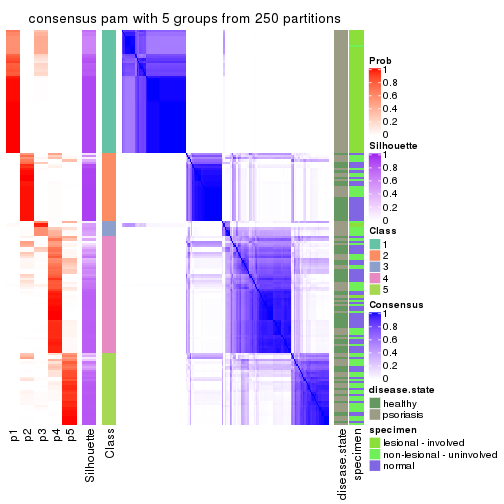 consensus pam with 5 groups from 250 partitions
p1
p2
p3
p4
p5
Silhouette
Class
disease.state
specimen
Prob
1
0.8
0.6
0.4
0.2
0
Silhouette
1
0.8
0.6
0.4
0.2
0
Class
1
2
3
4
5
Consensus
1
0.8
0.6
0.4
0.2
0
disease.state
healthy
psoriasis
specimen
lesional - involved
non-lesional - uninvolved
normal